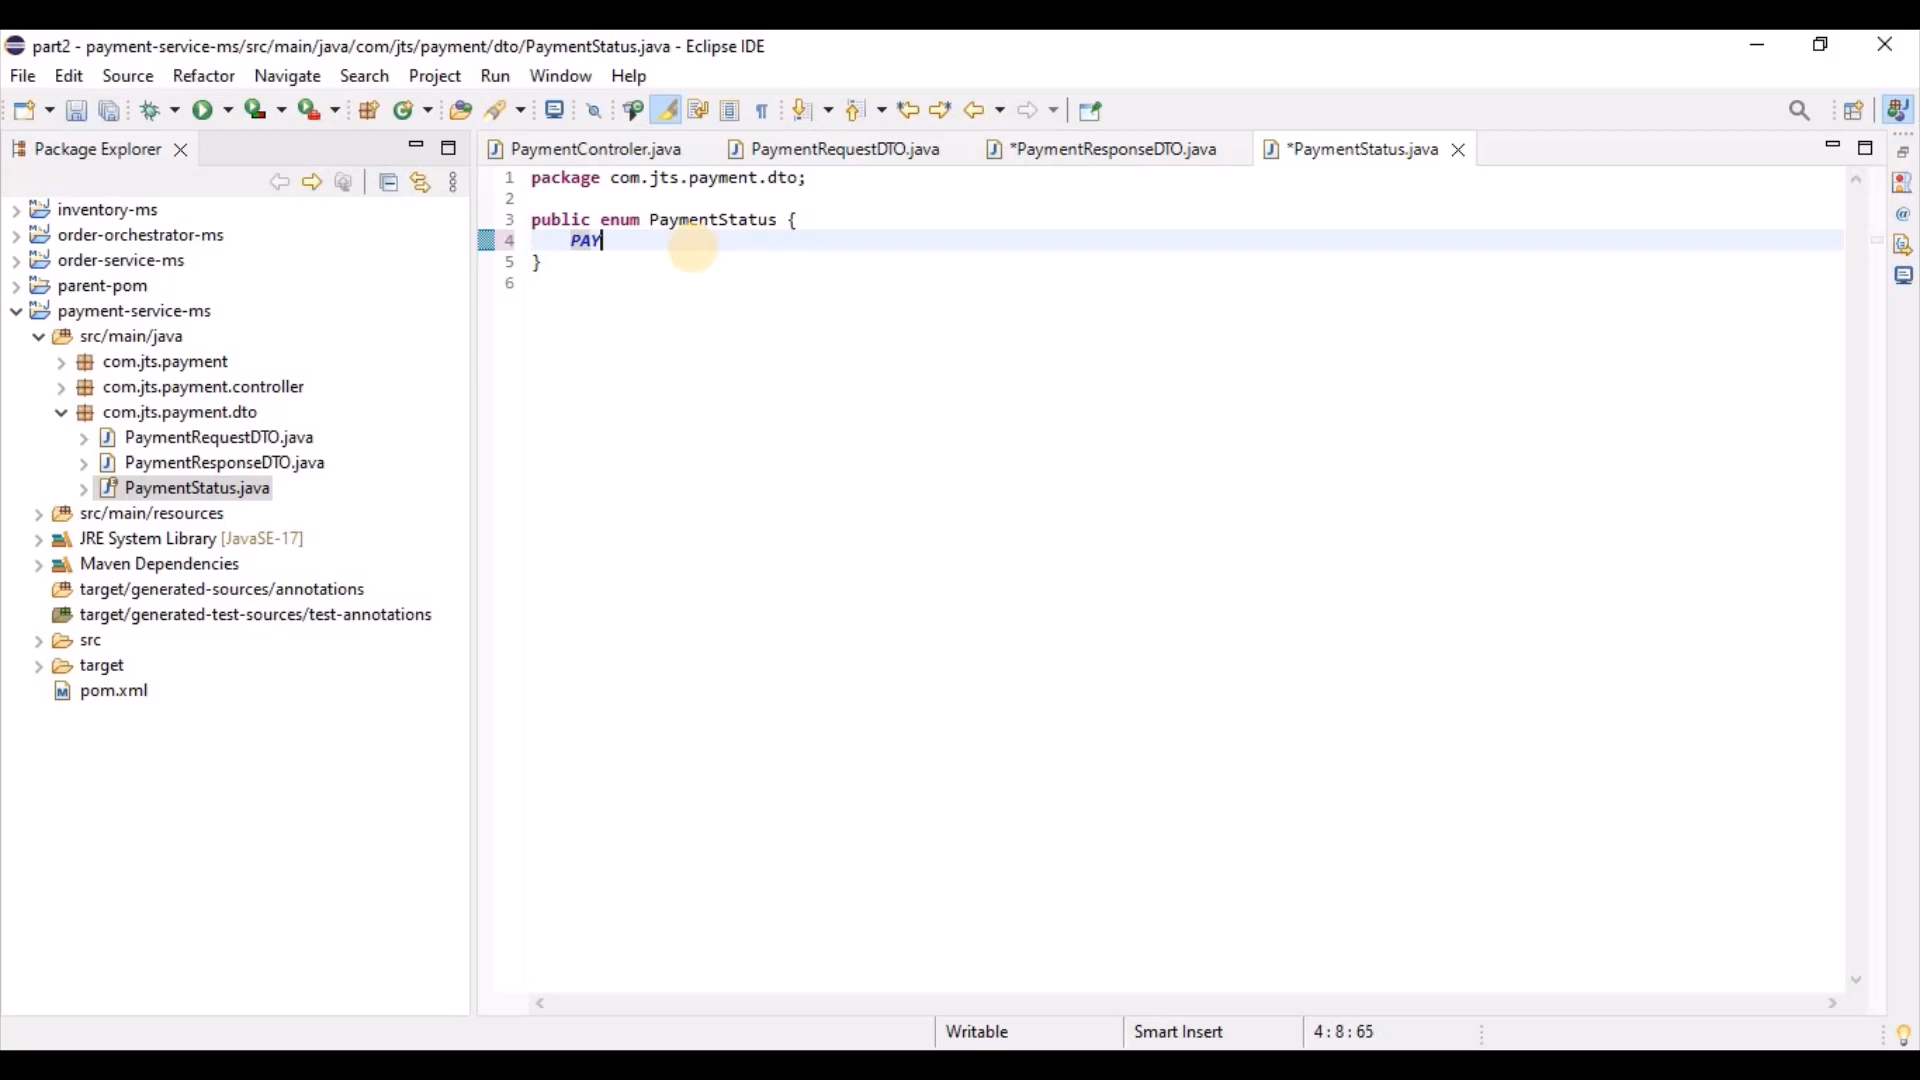 part2 - payment-service-ms/src/main/java/com/jts/payment/dto/PaymentStatus.java - Eclipse IDE
File Edit Source Refactor Navigate Search Project Run Window Help
Package Explorer
PaymentControler.java PaymentRequestDTO.java *PaymentResponseDTO.java *PaymentStatus.java
inventory-ms
order-orchestrator-ms
order-service-ms
parent-pom
payment-service-ms
src/main/java
com.jts.payment
com.jts.payment.controller
com.jts.payment.dto
PaymentRequestDTO.java
PaymentResponseDTO.java
PaymentStatus.java
src/main/resources
JRE System Library [JavaSE-17]
Maven Dependencies
target/generated-sources/annotations
target/generated-test-sources/test-annotations
src
target
pom.xml
1 package com.jts.payment.dto;
2
3 public enum PaymentStatus {
4 PAY
5 }
6
Writable Smart Insert 4 : 8 : 65